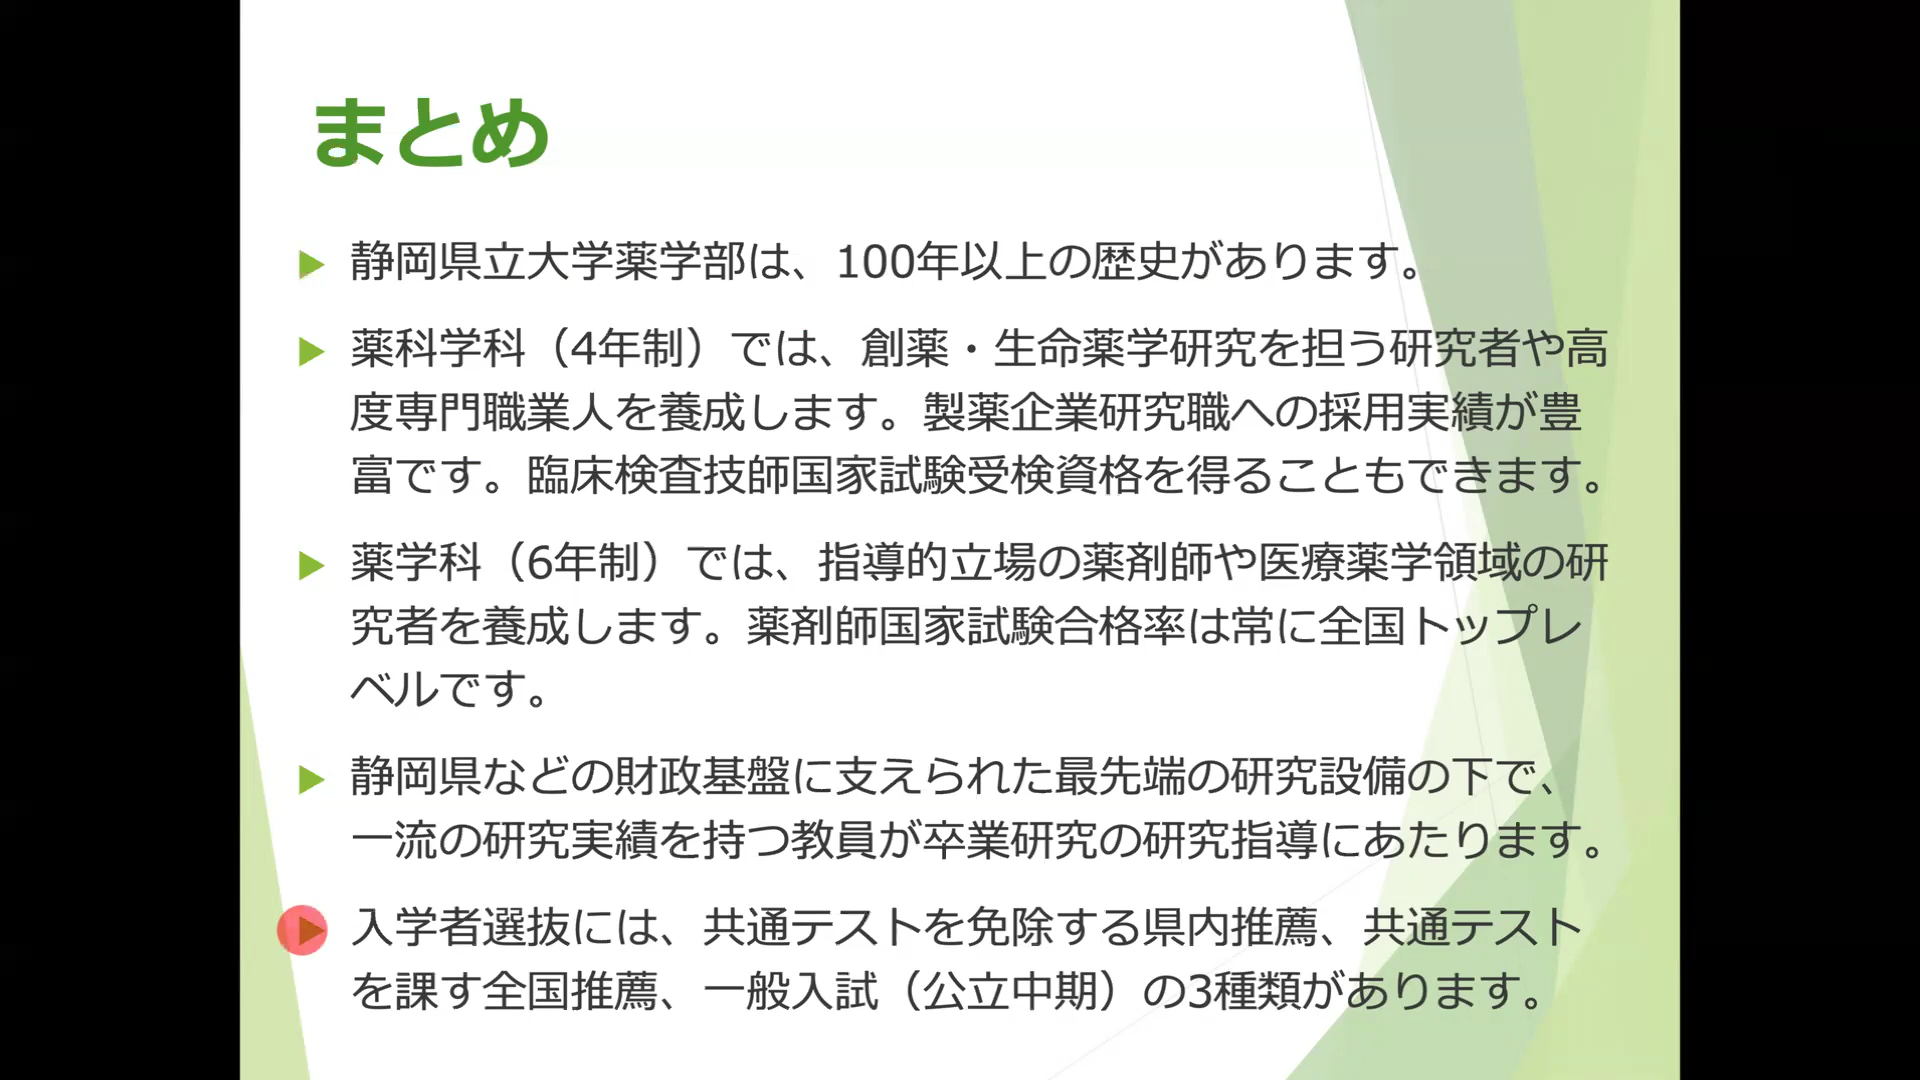 まとめ
静岡県立大学薬学部は、100年以上の歴史があります。
薬科学科（4年制）では、創薬・生命薬学研究を担う研究者や高
度専門職業人を養成します。製薬企業研究職への採用実績が豊
富です。臨床検査技師国家試験受検資格を得ることもできます。
薬学科（6年制）では、指導的立場の薬剤師や医療薬学領域の研
究者を養成します。薬剤師国家試験合格率は常に全国トップレ
ベルです。
静岡県などの財政基盤に支えられた最先端の研究設備の下で、
一流の研究実績を持つ教員が卒業研究の研究指導にあたります。
入学者選抜には、共通テストを免除する県内推薦、共通テスト
を課す全国推薦、一般入試（公立中期）の3種類があります。